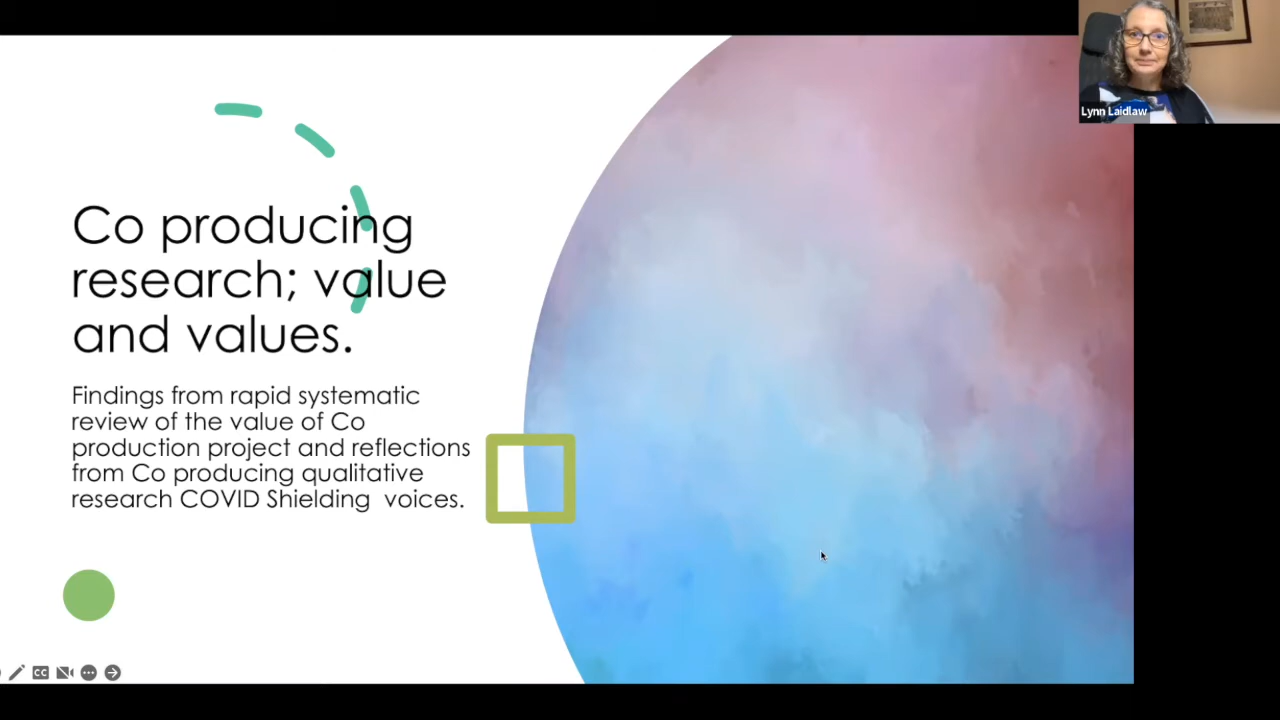 Lynn Laidlaw
Co producing
research; value
and values.
Findings from rapid systematic
review of the value of Co
production project and reflections
from Co producing qualitative
research COVID Shielding  voices.
CC